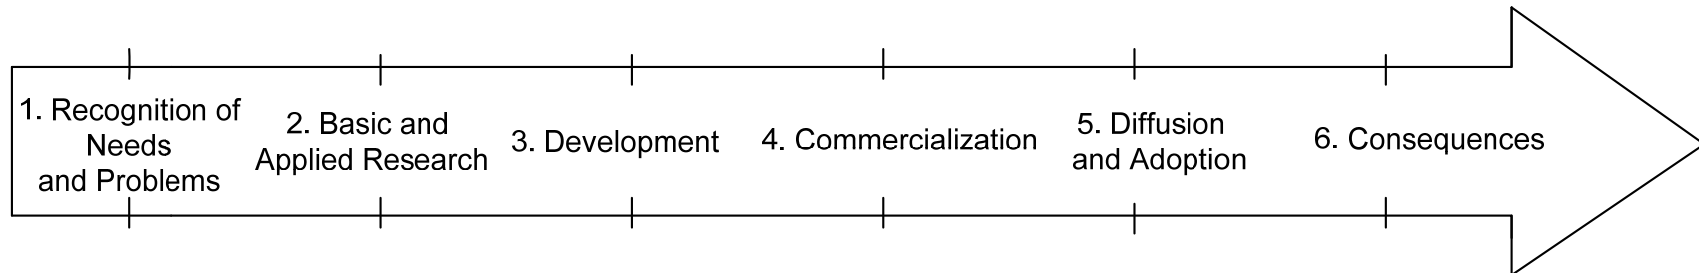 1. Recognition of
Needs
and Problems
2. Basic and
Applied Research
3. Development
4. Commercialization
5. Diffusion
and Adoption
6. Consequences